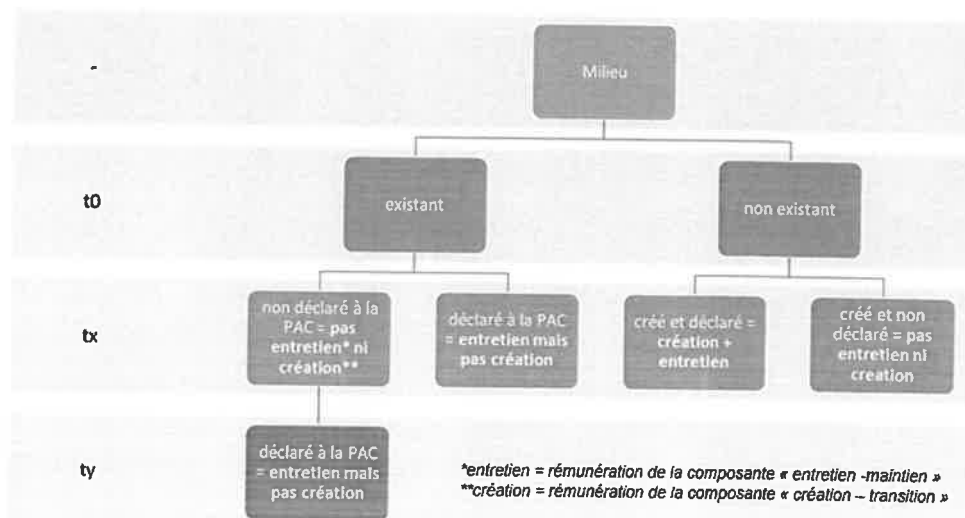 -
Milieu
t0
existant
non existant
tx
non déclaré à la
PAC = pas
entretien* ni
création**
déclaré à la PAC
= entretien mais
pas création
créé et déclaré =
création +
entretien
créé et non
déclaré = pas
entretien ni
creation
ty
déclaré à la PAC
= entretien mais
pas création
*entretien = rémunération de la composante « entretien -maintien »
**création = rémunération de la composante « création – transition »